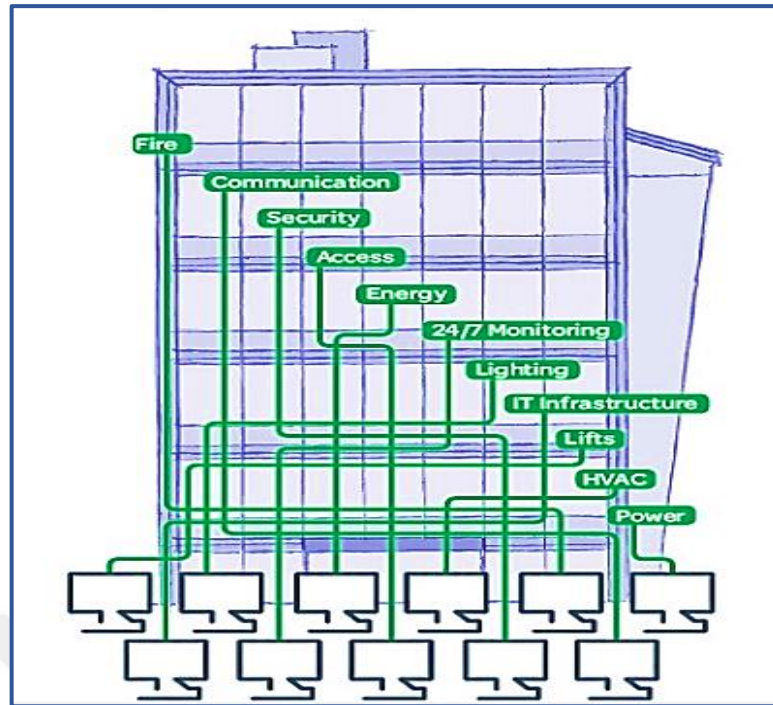 Fire
Communication
Security
Access
Energy
24/7 Monitoring
Lighting
IT Infrastructure
Lifts
HVAC
Power